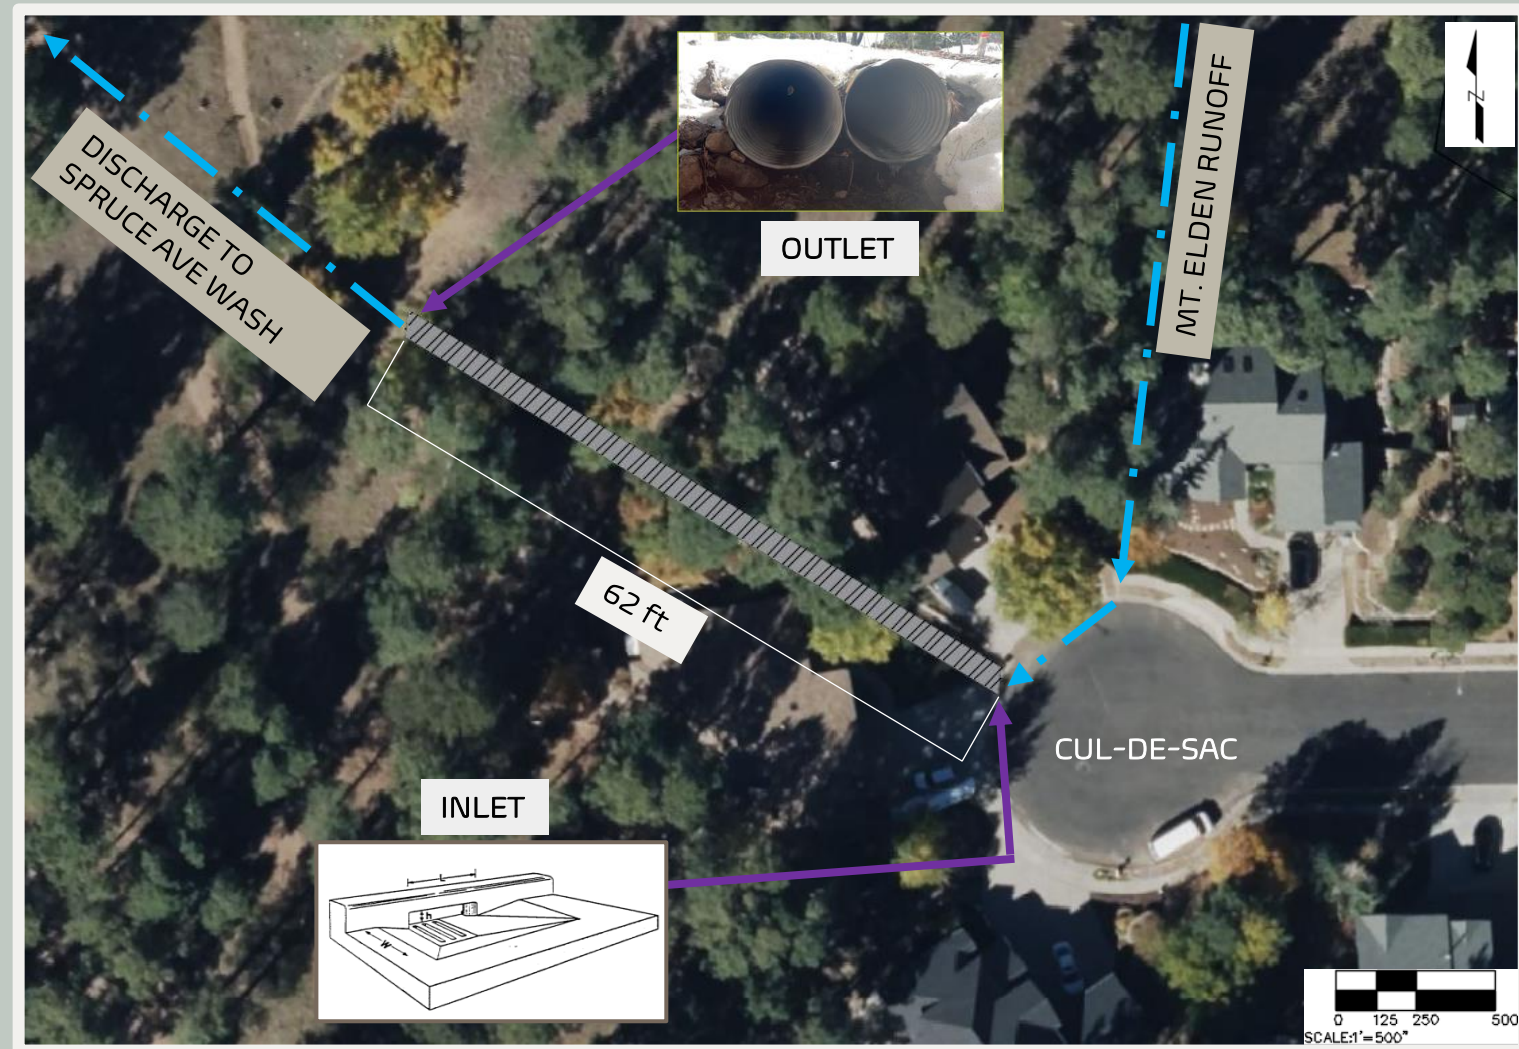 DISCHARGE TO
SPRUCE AVE WASH
OUTLET
MT. ELDEN RUNOFF
N
62 ft
CUL-DE-SAC
INLET
L
h
W
0 125 250 500
SCALE:1'=500"